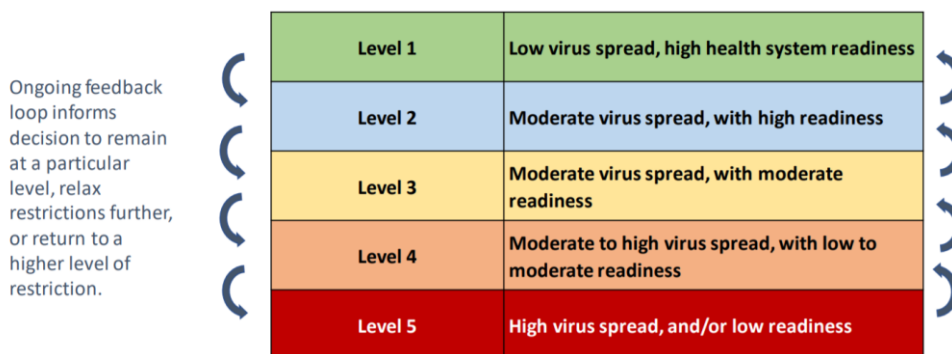 Ongoing feedback
loop informs
decision to remain
at a particular
level, relax
restrictions further,
or return to a
higher level of
restriction.
Level 1 Low virus spread, high health system readiness
Level 2 Moderate virus spread, with high readiness
Level 3 Moderate virus spread, with moderate
readiness
Level 4 Moderate to high virus spread, with low to
moderate readiness
Level 5 High virus spread, and/or low readiness